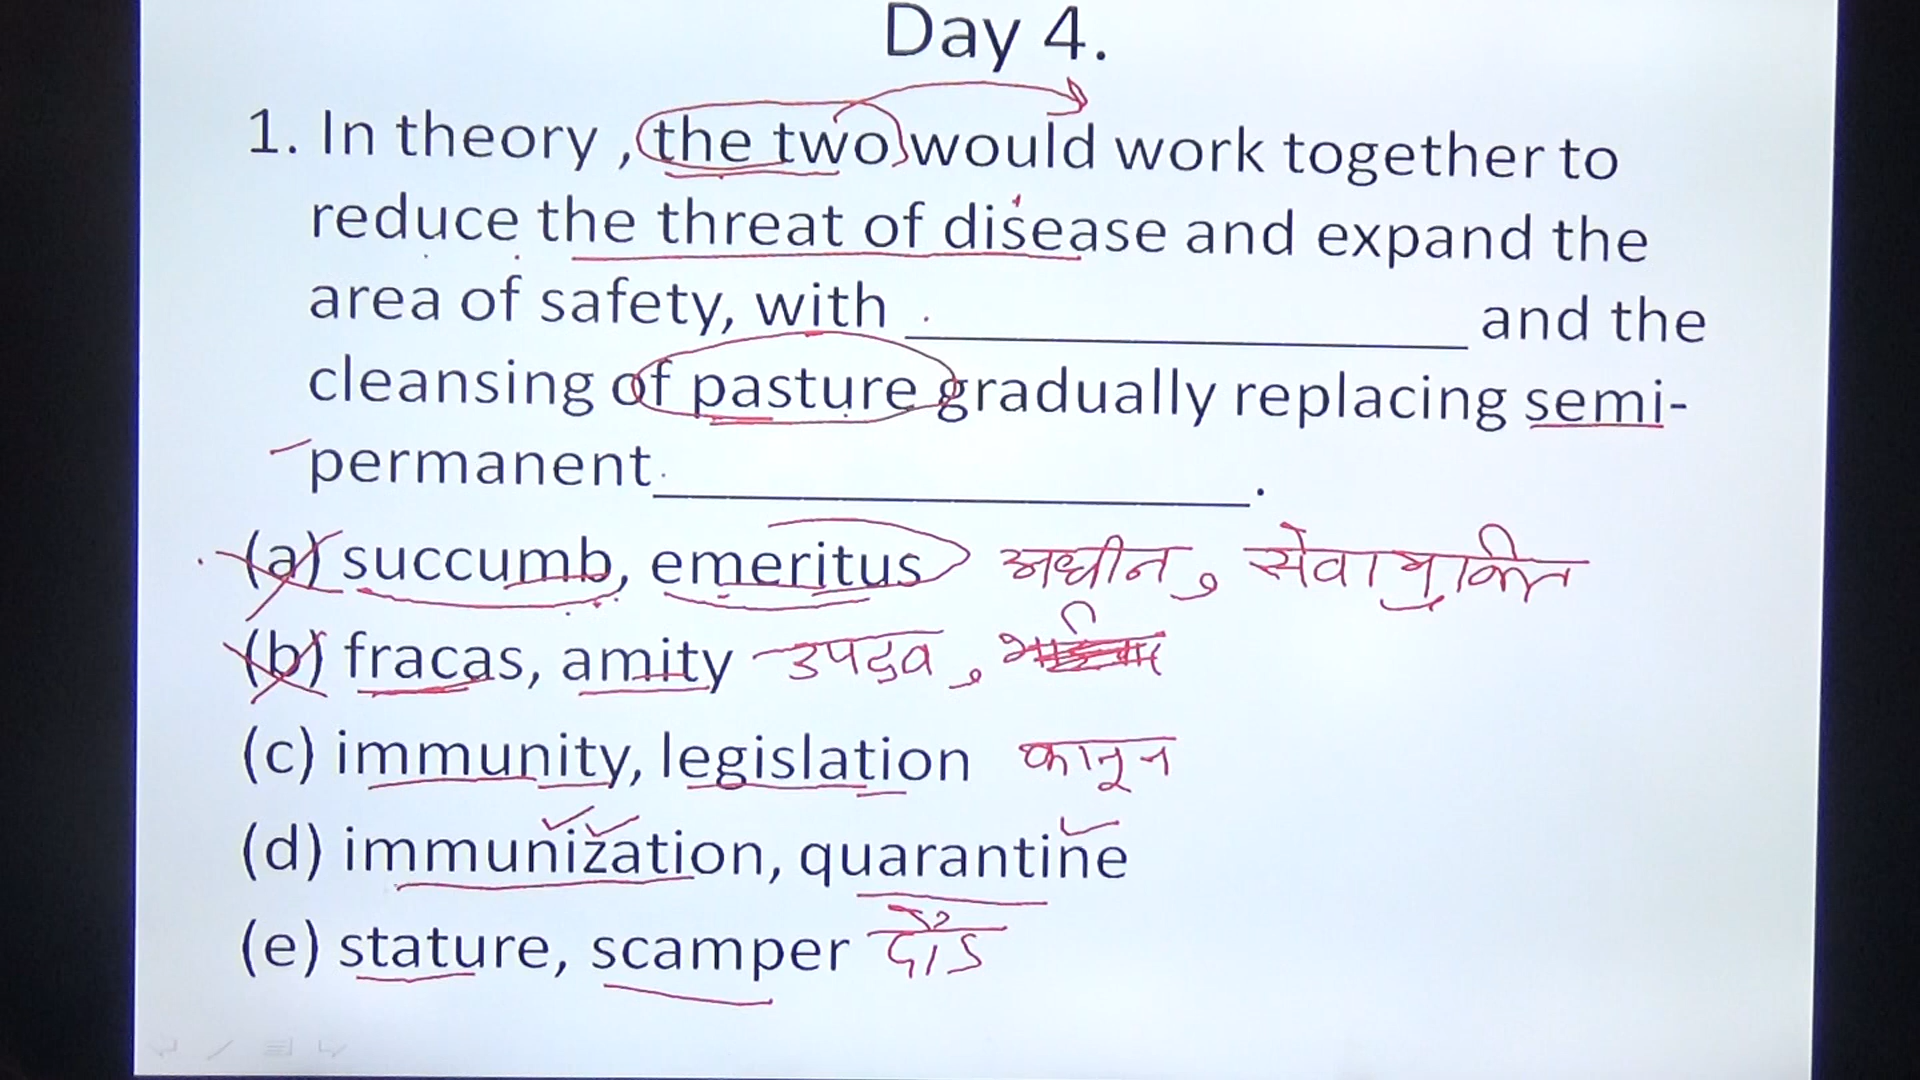 Day 4.
1. In theory , the two would work together to
reduce the threat of disease and expand the
area of safety, with ____________________ and the
cleansing of pasture gradually replacing semi-
permanent ____________________.
(a) succumb, emeritus अधीन , सेवामुक्ति
(b) fracas, amity उपद्रव ,
(c) immunity, legislation कानून
(d) immunization, quarantine
(e) stature, scamper दौड